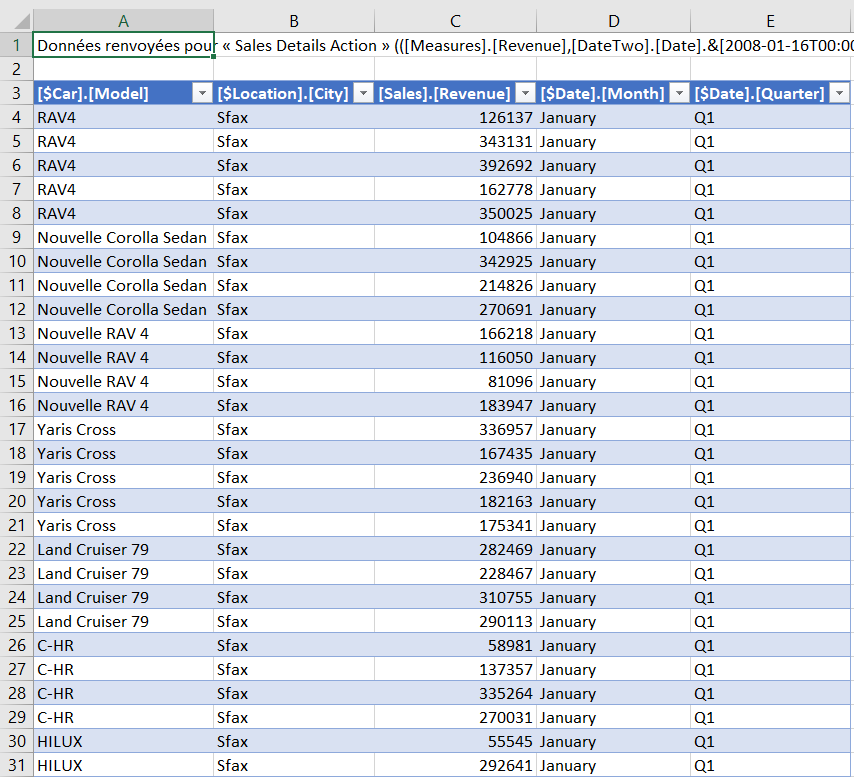 A B C D E
1 Données renvoyées pour « Sales Details Action » (([Measures].[Revenue],[DateTwo].[Date].&[2008-01-16T00:00
2
3 [$Car].[Model] [$Location].[City] [Sales].[Revenue] [$Date].[Month] [$Date].[Quarter]
4 RAV4 Sfax 126137 January Q1
5 RAV4 Sfax 343131 January Q1
6 RAV4 Sfax 392692 January Q1
7 RAV4 Sfax 162778 January Q1
8 RAV4 Sfax 350025 January Q1
9 Nouvelle Corolla Sedan Sfax 104866 January Q1
10 Nouvelle Corolla Sedan Sfax 342925 January Q1
11 Nouvelle Corolla Sedan Sfax 214826 January Q1
12 Nouvelle Corolla Sedan Sfax 270691 January Q1
13 Nouvelle RAV 4 Sfax 166218 January Q1
14 Nouvelle RAV 4 Sfax 116050 January Q1
15 Nouvelle RAV 4 Sfax 81096 January Q1
16 Nouvelle RAV 4 Sfax 183947 January Q1
17 Yaris Cross Sfax 336957 January Q1
18 Yaris Cross Sfax 167435 January Q1
19 Yaris Cross Sfax 236940 January Q1
20 Yaris Cross Sfax 182163 January Q1
21 Yaris Cross Sfax 175341 January Q1
22 Land Cruiser 79 Sfax 282469 January Q1
23 Land Cruiser 79 Sfax 228467 January Q1
24 Land Cruiser 79 Sfax 310755 January Q1
25 Land Cruiser 79 Sfax 290113 January Q1
26 C-HR Sfax 58981 January Q1
27 C-HR Sfax 137357 January Q1
28 C-HR Sfax 335264 January Q1
29 C-HR Sfax 270031 January Q1
30 HILUX Sfax 55545 January Q1
31 HILUX Sfax 292641 January Q1